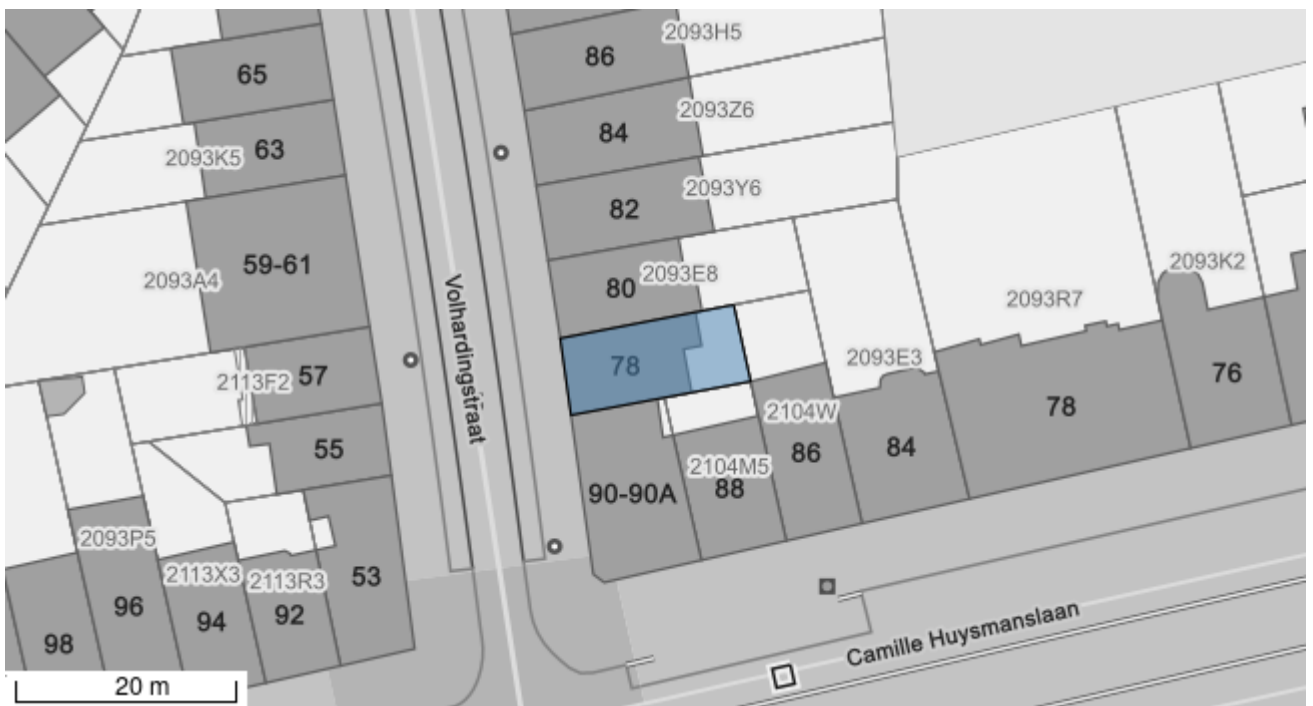 2093H5
86
65
84
2093Z6
63
2093K5
2093Y6
82
59-61
2093A4
80
2093E8
2093K2
2093R7
Volhardingstraat
78
57
2113F2
2093E3
76
2104W
78
55
86
84
2104M5
90-90A
88
2093P5
2113X3
2113R3
53
96
94
92
98
Camille Huysmanslaan
20 m